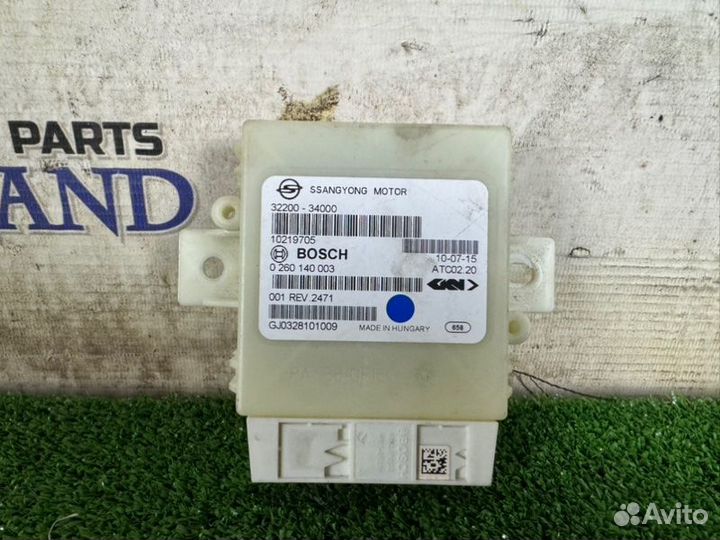 PARTS
AND
SSANGYONG MOTOR
32200 - 34000
10219705
BOSCH
10-07-15
0 260 140 003
ATC02.20
GKN
001 REV 2471
GJ0328101009
MADE IN HUNGARY
658
Avito